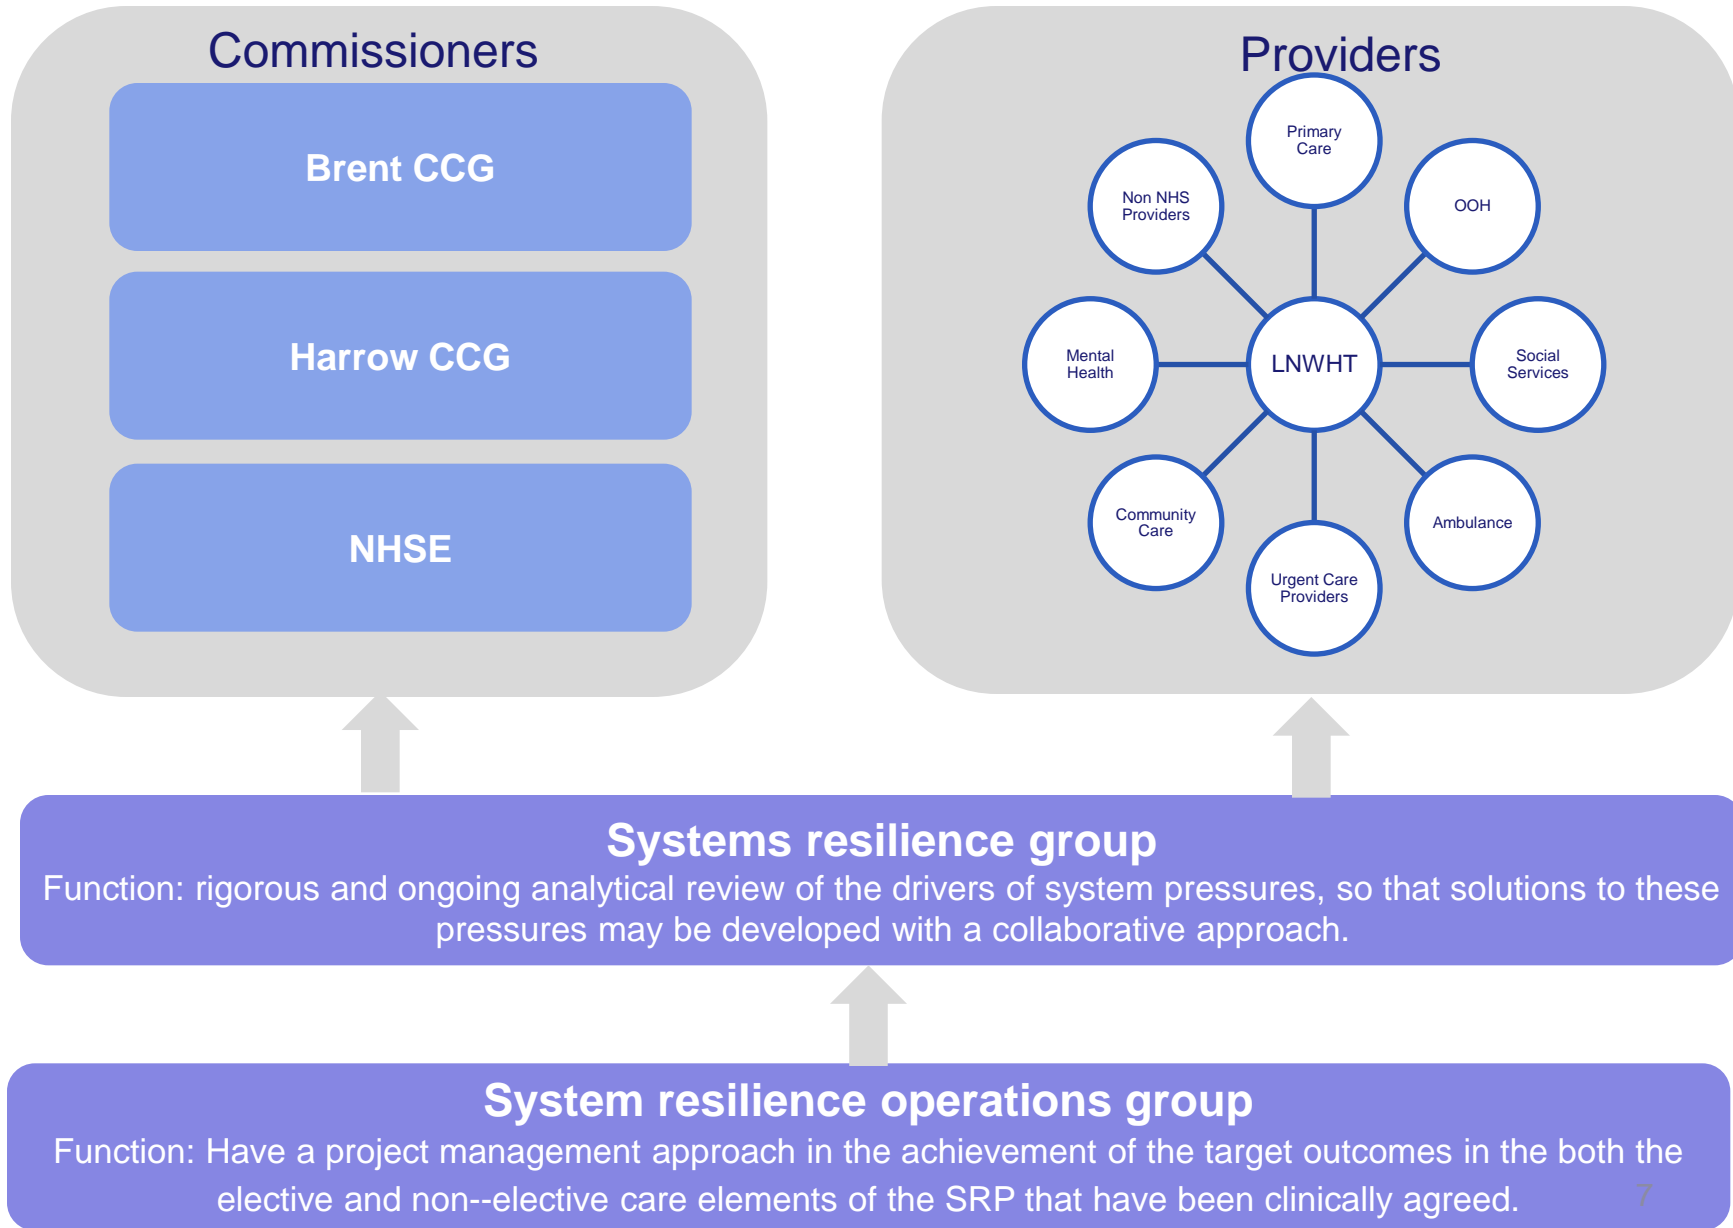 Commissioners
Brent CCG
Harrow CCG
NHSE
Providers
Primary
Care
OOH
Social
Services
Ambulance
Urgent Care
Providers
Community
Care
Mental
Health
Non NHS
Providers
LNWHT
Systems resilience group
Function: rigorous and ongoing analytical review of the drivers of system pressures, so that solutions to these
pressures may be developed with a collaborative approach.
System resilience operations group
Function: Have a project management approach in the achievement of the target outcomes in the both the
elective and non--elective care elements of the SRP that have been clinically agreed.
7